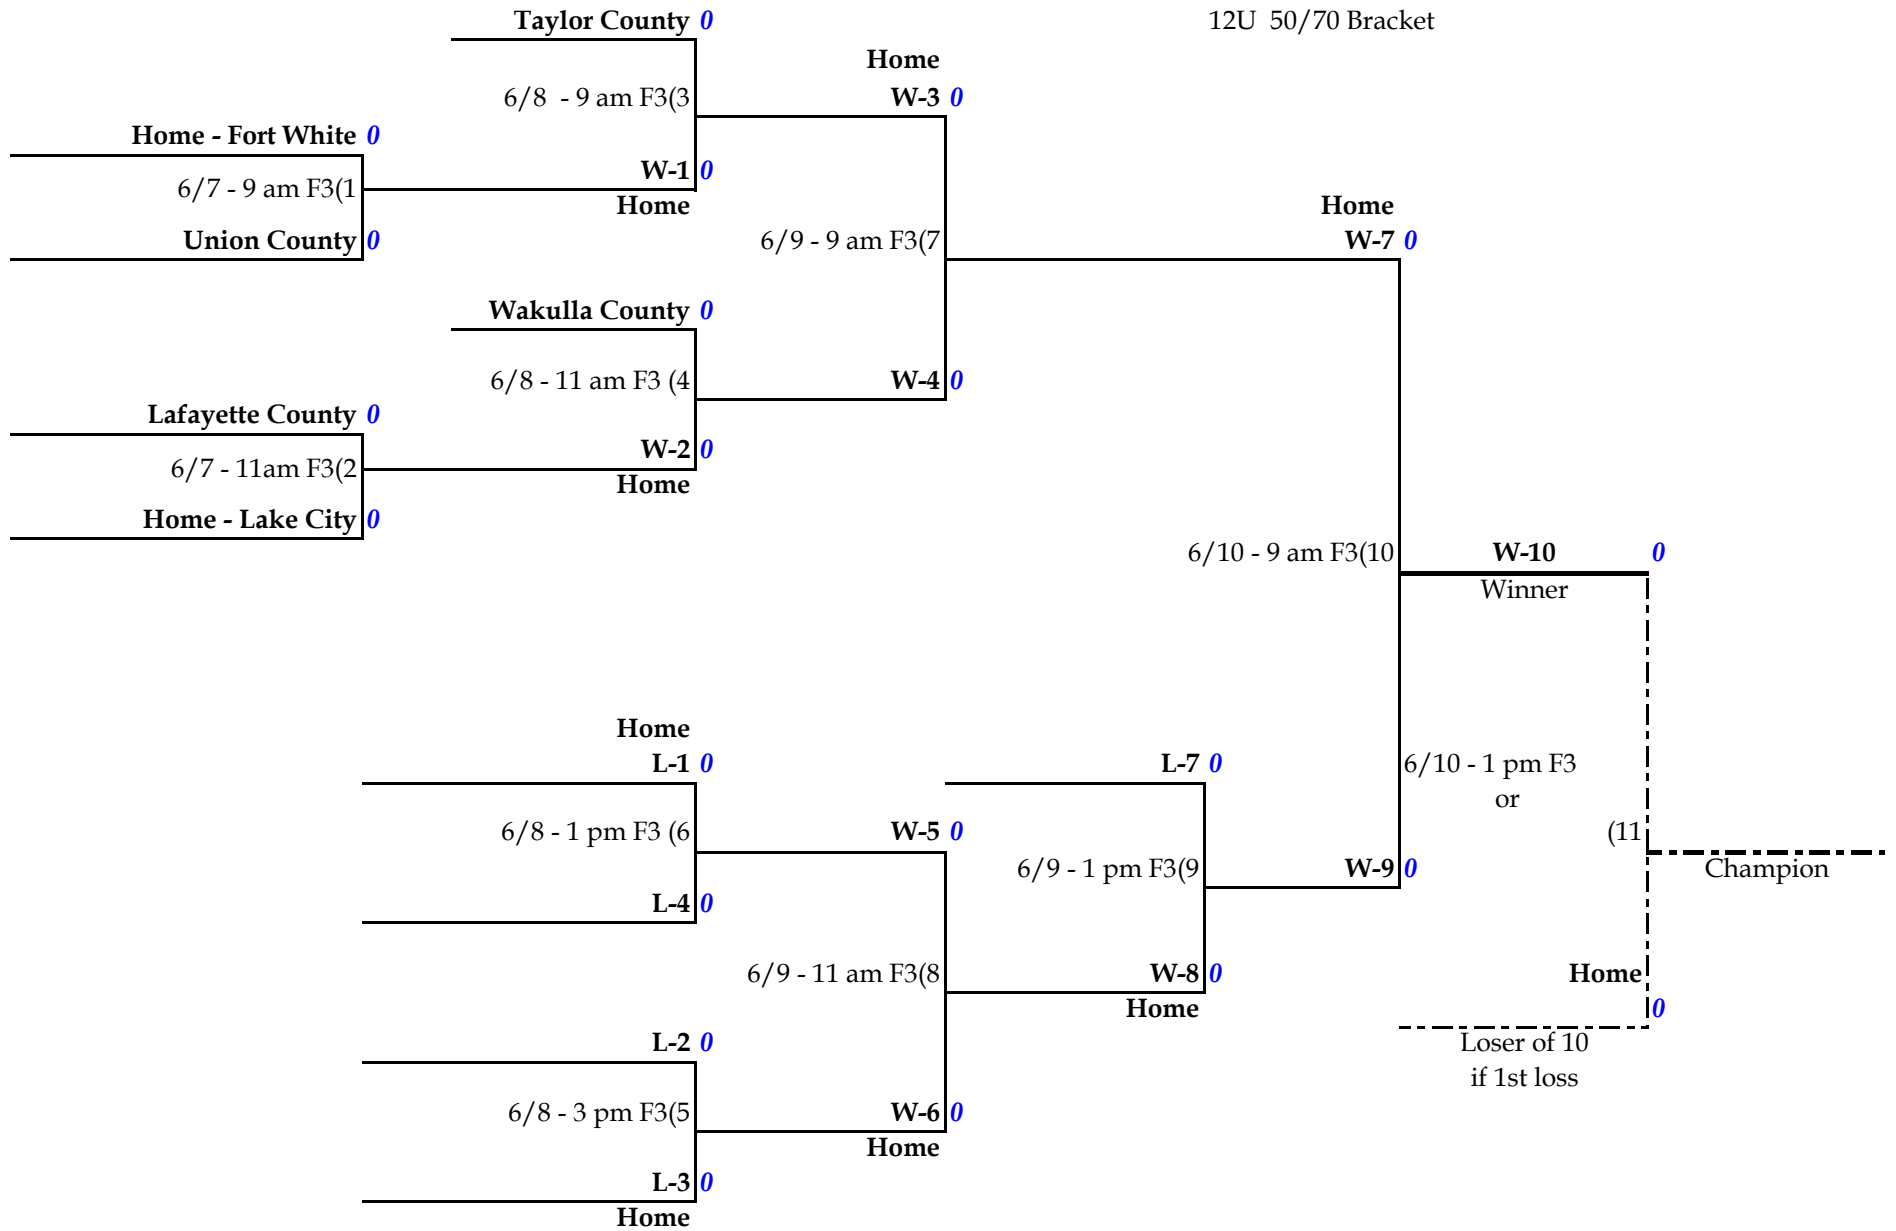 Taylor County 0
12U 50/70 Bracket
Home
6/8 - 9 am F3(3
W-3 0
Home - Fort White 0
W-1 0
6/7 - 9 am F3(1
Home
Home
Union County 0
6/9 - 9 am F3(7
W-7 0
Wakulla County 0
6/8 - 11 am F3 (4
W-4 0
Lafayette County 0
W-2 0
6/7 - 11am F3(2
Home
Home - Lake City 0
6/10 - 9 am F3(10
W-10 0
Winner
Home
L-1 0
L-7 0
6/10 - 1 pm F3
or
6/8 - 1 pm F3 (6
W-5 0
(11
6/9 - 1 pm F3(9
W-9 0
Champion
L-4 0
6/9 - 11 am F3(8
W-8 0
Home
Home
0
L-2 0
Loser of 10
if 1st loss
6/8 - 3 pm F3(5
W-6 0
Home
L-3 0
Home